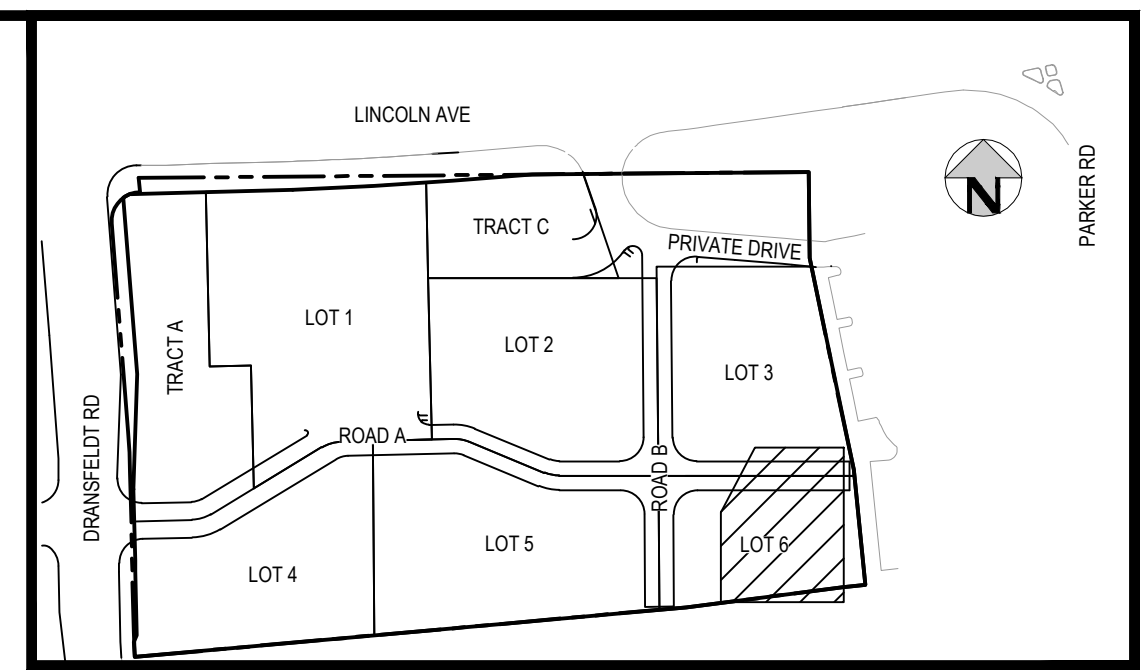 LINCOLN AVE
PARKER RD
N
TRACT C
PRIVATE DRIVE
LOT 1
LOT 2
TRACT A
LOT 3
DRANSFELDT RD
ROAD A
ROAD B
LOT 5
LOT 6
LOT 4